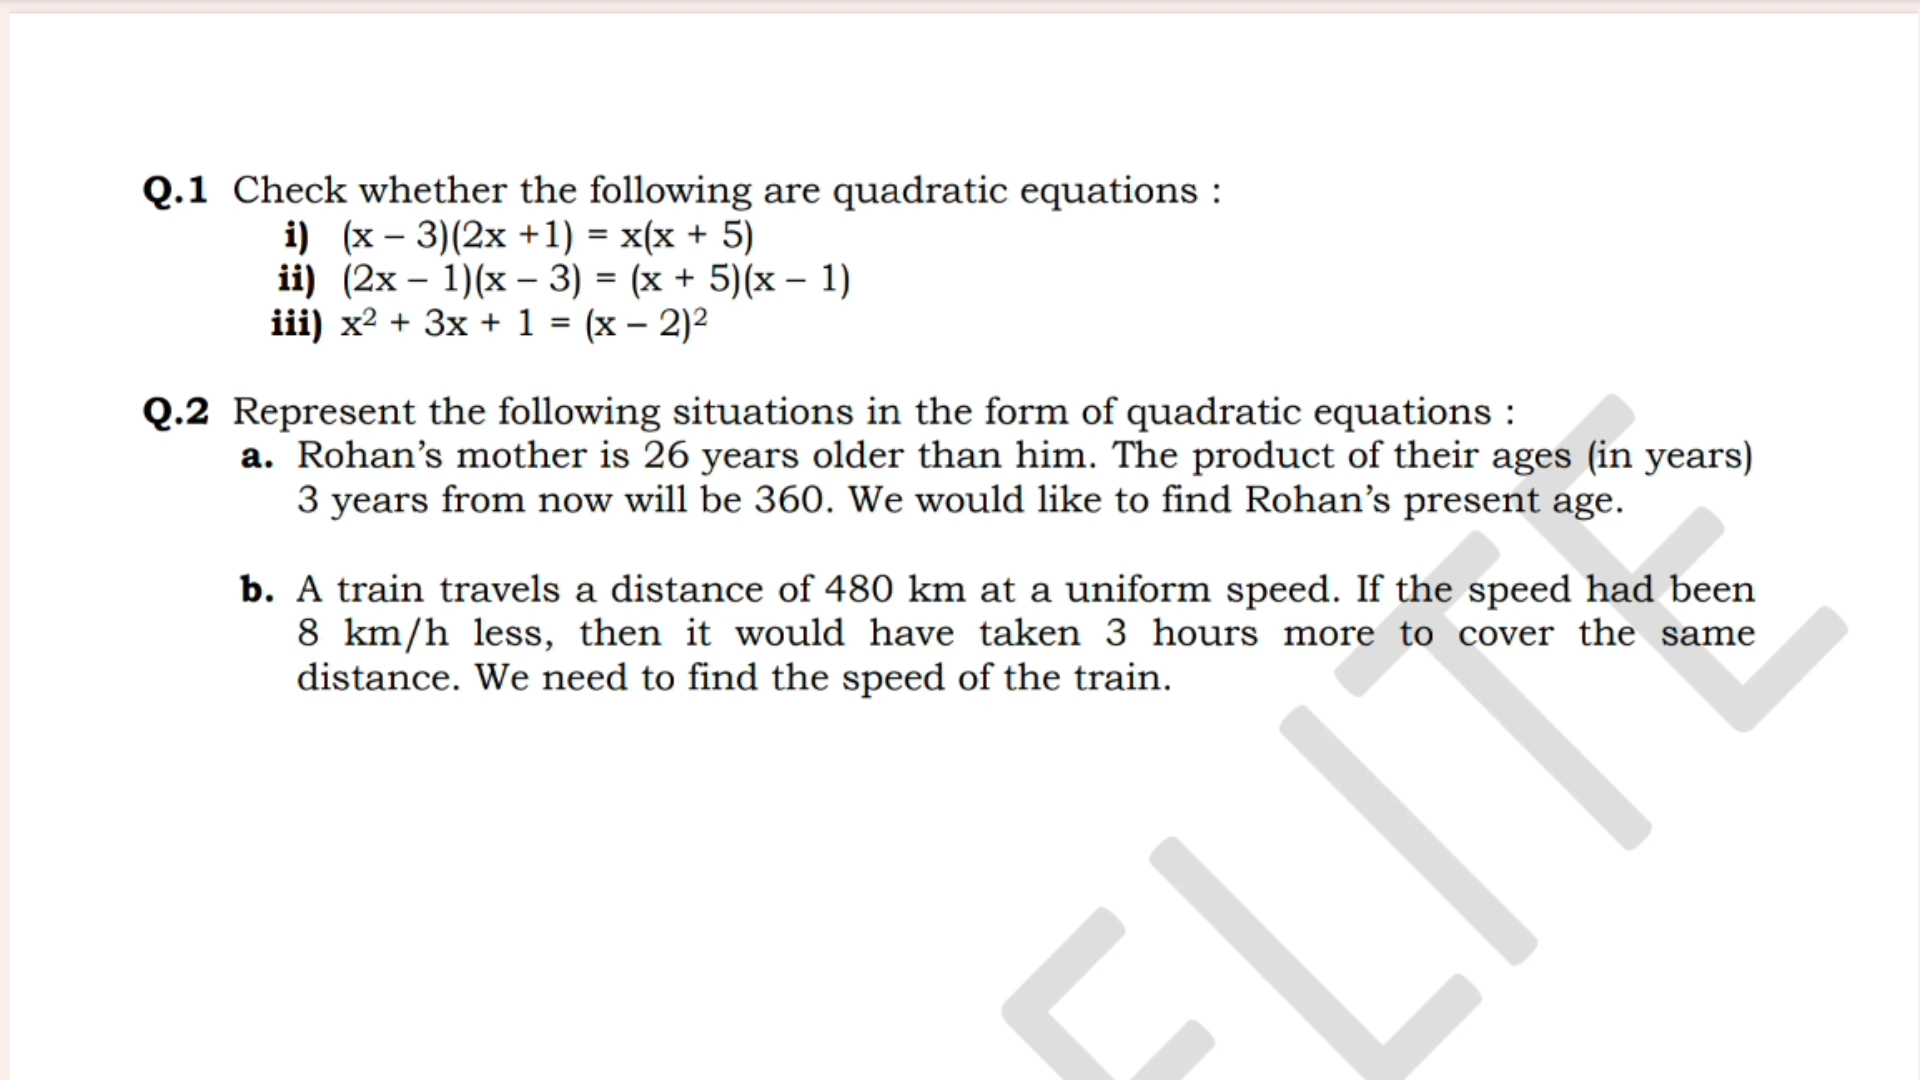 Q.1 Check whether the following are quadratic equations :
i) (x – 3)(2x +1) = x(x + 5)
ii) (2x – 1)(x – 3) = (x + 5)(x – 1)
iii) x² + 3x + 1 = (x – 2)²
Q.2 Represent the following situations in the form of quadratic equations :
a. Rohan’s mother is 26 years older than him. The product of their ages (in years)
3 years from now will be 360. We would like to find Rohan’s present age.
b. A train travels a distance of 480 km at a uniform speed. If the speed had been
8 km/h less, then it would have taken 3 hours more to cover the same
distance. We need to find the speed of the train.
ELITE